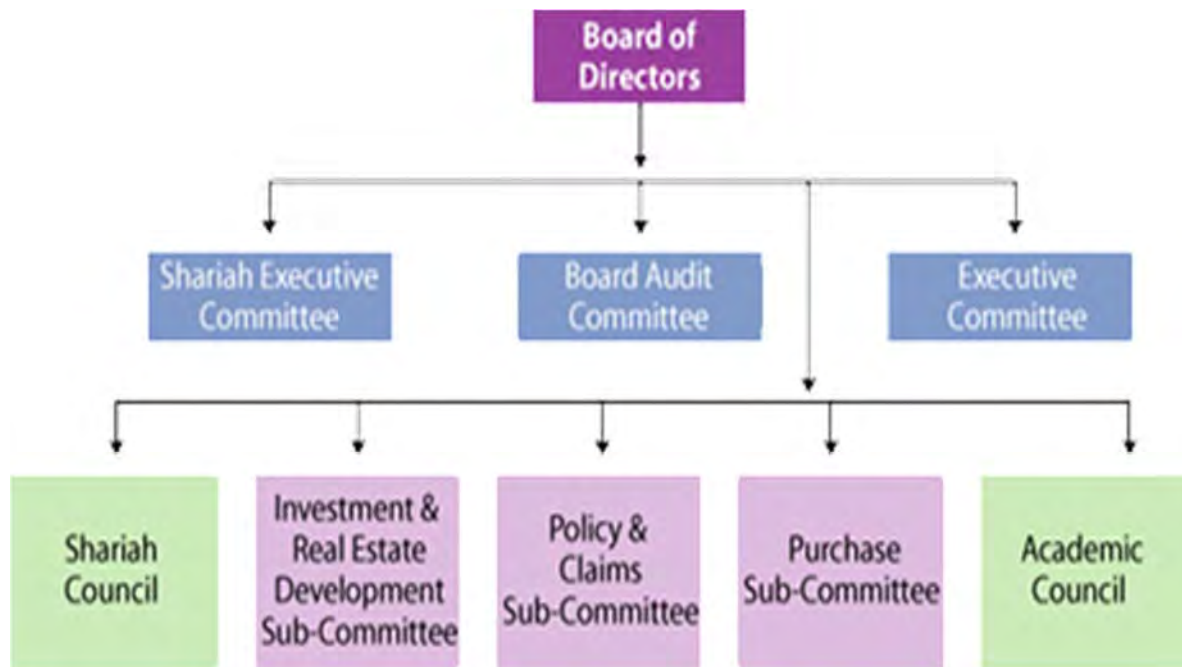 Board of
Directors
Shariah Executive
Committee
Board Audit
Committee
Executive
Committee
Shariah
Council
Investment &
Real Estate
Development
Sub-Committee
Policy &
Claims
Sub-Committee
Purchase
Sub-Committee
Academic
Council